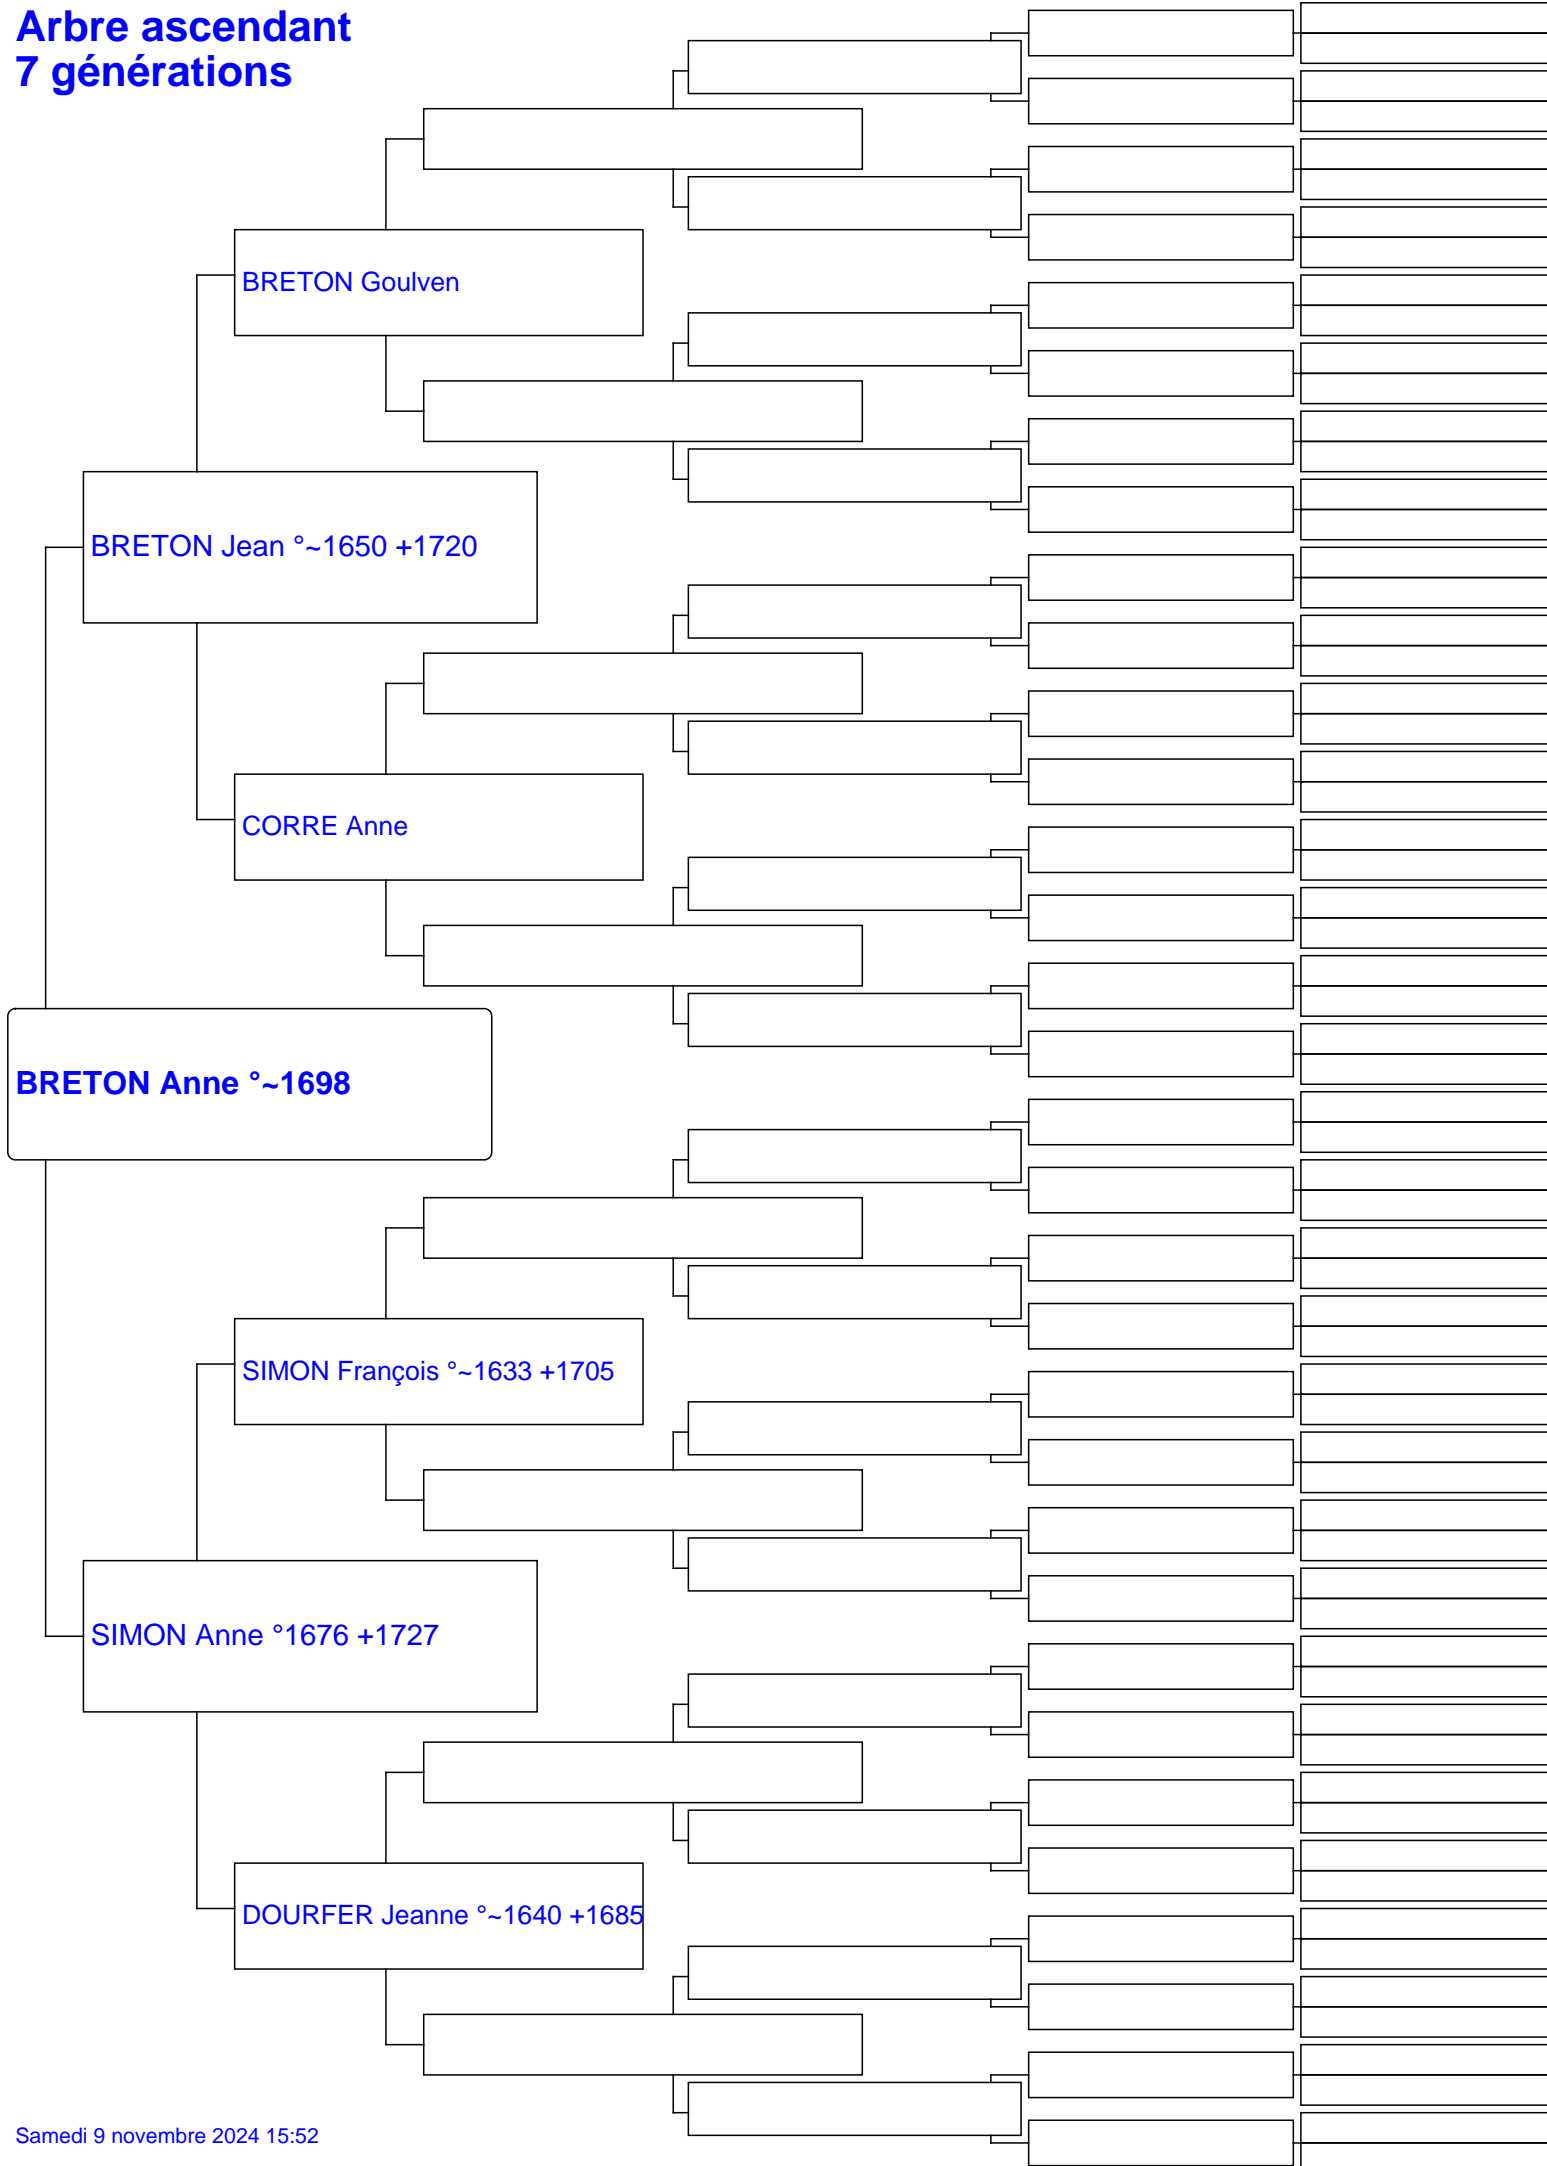 Arbre ascendant
7 générations
BRETON Goulven
BRETON Jean °~1650 +1720
CORRE Anne
BRETON Anne °~1698
SIMON François °~1633 +1705
SIMON Anne °1676 +1727
DOURFER Jeanne °~1640 +1685
Samedi 9 novembre 2024 15:52